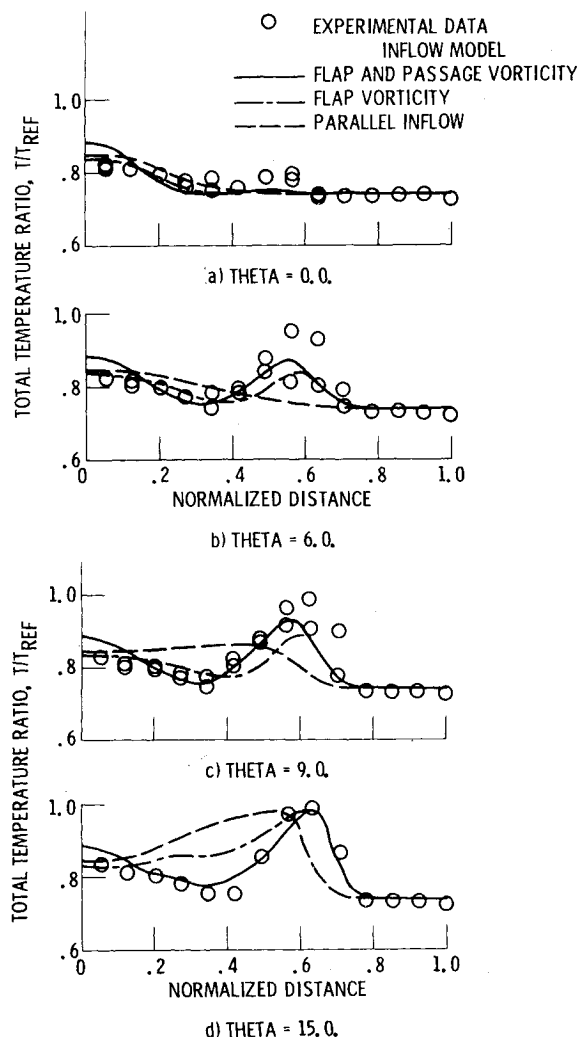 EXPERIMENTAL DATA
INFLOW MODEL
FLAP AND PASSAGE VORTICITY
FLAP VORTICITY
PARALLEL INFLOW
TOTAL TEMPERATURE RATIO, T/TREF
1.0
.8
.6
a) THETA = 0.0.
1.0
.8
.6
0 .2 .4 .6 .8 1.0
NORMALIZED DISTANCE
b) THETA = 6.0.
TOTAL TEMPERATURE RATIO, T/TREF
1.0
.8
.6
c) THETA = 9.0.
1.0
.8
.6
0 .2 .4 .6 .8 1.0
NORMALIZED DISTANCE
d) THETA = 15.0.